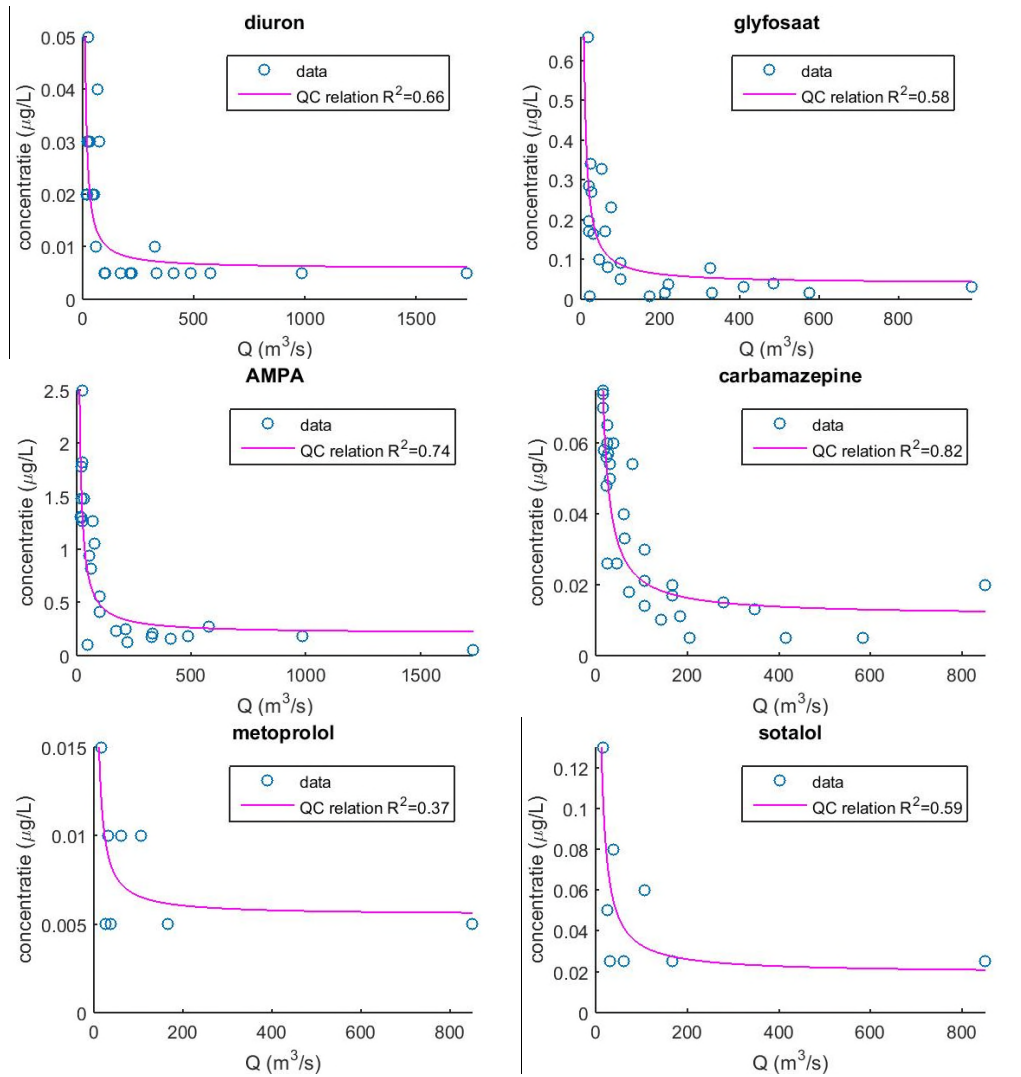 diuron
0.05
0.04
0.03
0.02
0.01
0
concentratie (μg/L)
data
QC relation R²=0.66
0 500 1000 1500
Q (m³/s)
glyfosaat
0.6
0.5
0.4
0.3
0.2
0.1
0
concentratie (μg/L)
data
QC relation R²=0.58
0 200 400 600 800
Q (m³/s)
AMPA
2.5
2
1.5
1
0.5
0
concentratie (μg/L)
data
QC relation R²=0.74
0 500 1000 1500
Q (m³/s)
carbamazepine
0.06
0.04
0.02
0
concentratie (μg/L)
data
QC relation R²=0.82
0 200 400 600 800
Q (m³/s)
metoprolol
0.015
0.01
0.005
0
concentratie (μg/L)
data
QC relation R²=0.37
0 200 400 600 800
Q (m³/s)
sotalol
0.12
0.1
0.08
0.06
0.04
0.02
0
concentratie (μg/L)
data
QC relation R²=0.59
0 200 400 600 800
Q (m³/s)